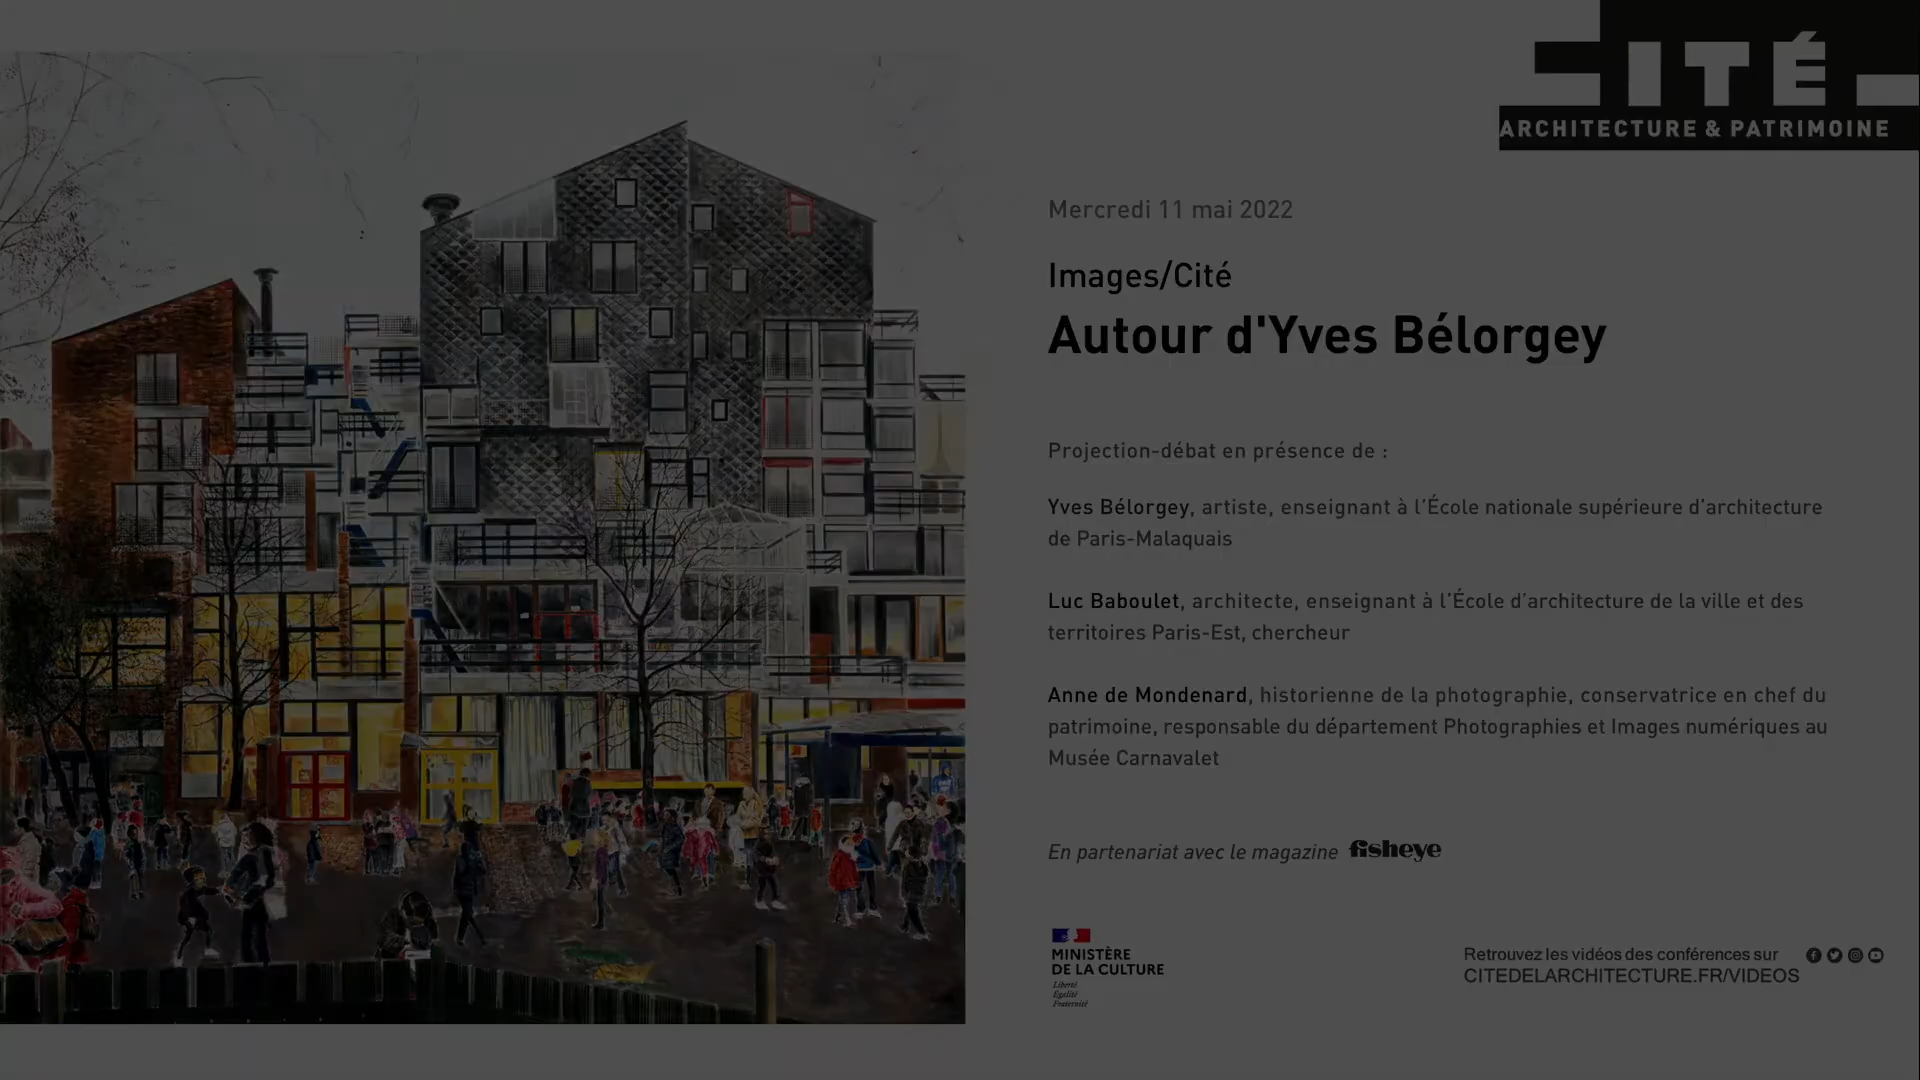 CITÉ
ARCHITECTURE & PATRIMOINE
Mercredi 11 mai 2022
Images/Cité
Autour d'Yves Bélorgey
Projection-débat en présence de :
Yves Bélorgey, artiste, enseignant à l'École nationale supérieure d'architecture
de Paris-Malaquais
Luc Baboulet, architecte, enseignant à l'École d'architecture de la ville et des
territoires Paris-Est, chercheur
Anne de Mondenard, historienne de la photographie, conservatrice en chef du
patrimoine, responsable du département Photographies et Images numériques au
Musée Carnavalet
En partenariat avec le magazine fisheye
MINISTÈRE
DE LA CULTURE
Liberté
Égalité
Fraternité
Retrouvez les vidéos des conférences sur
CITEDELARCHITECTURE.FR/VIDEOS